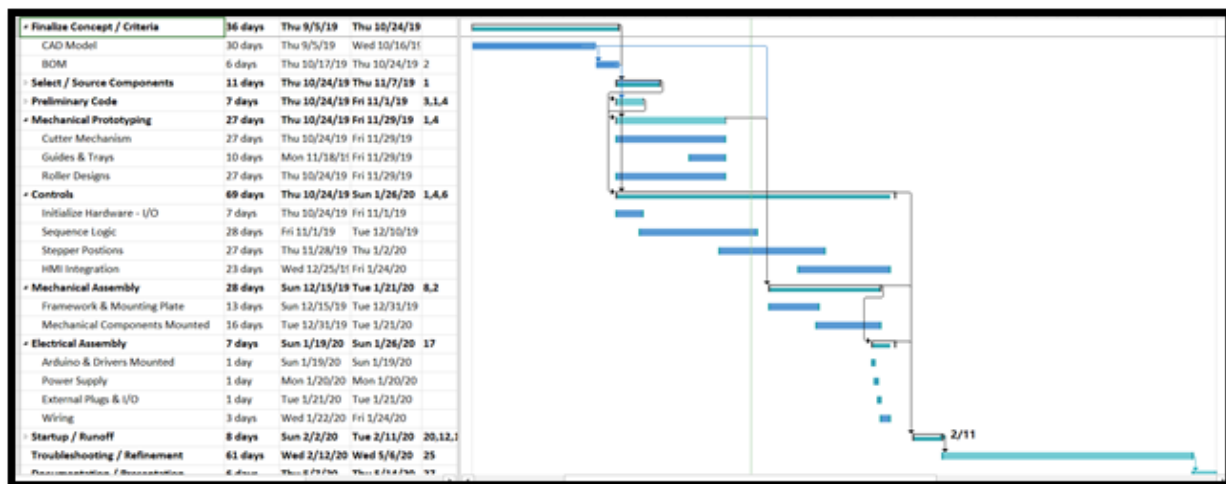 Finalize Concept / Criteria 36 days Thu 9/5/19 Thu 10/24/19
CAD Model 30 days Thu 9/5/19 Wed 10/16/19
BOM 6 days Thu 10/17/19 Thu 10/24/19 2
Select / Source Components 11 days Thu 10/24/19 Thu 11/7/19 1
Preliminary Code 7 days Thu 10/24/19 Fri 11/1/19 3,1,4
Mechanical Prototyping 27 days Thu 10/24/19 Fri 11/29/19 1,4
Cutter Mechanism 27 days Thu 10/24/19 Fri 11/29/19
Guides & Trays 10 days Mon 11/18/19 Fri 11/29/19
Roller Designs 27 days Thu 10/24/19 Fri 11/29/19
Controls 69 days Thu 10/24/19 Sun 1/26/20 1,4,6
Initialize Hardware - I/O 7 days Thu 10/24/19 Fri 11/1/19
Sequence Logic 28 days Fri 11/1/19 Tue 12/10/19
Stepper Postions 27 days Thu 11/28/19 Thu 1/2/20
HMI Integration 23 days Wed 12/25/19 Fri 1/24/20
Mechanical Assembly 28 days Sun 12/15/19 Tue 1/21/20 8,2
Framework & Mounting Plate 13 days Sun 12/15/19 Tue 12/31/19
Mechanical Components Mounted 16 days Tue 12/31/19 Tue 1/21/20
Electrical Assembly 7 days Sun 1/19/20 Sun 1/26/20 17
Arduino & Drivers Mounted 1 day Sun 1/19/20 Sun 1/19/20
Power Supply 1 day Mon 1/20/20 Mon 1/20/20
External Plugs & I/O 1 day Tue 1/21/20 Tue 1/21/20
Wiring 3 days Wed 1/22/20 Fri 1/24/20
Startup / Runoff 8 days Sun 2/2/20 Tue 2/11/20 20,12,1 2/11
Troubleshooting / Refinement 61 days Wed 2/12/20 Wed 5/6/20 25
Documentation / Presentation 6 days Thu 5/7/20 Thu 5/14/20 27